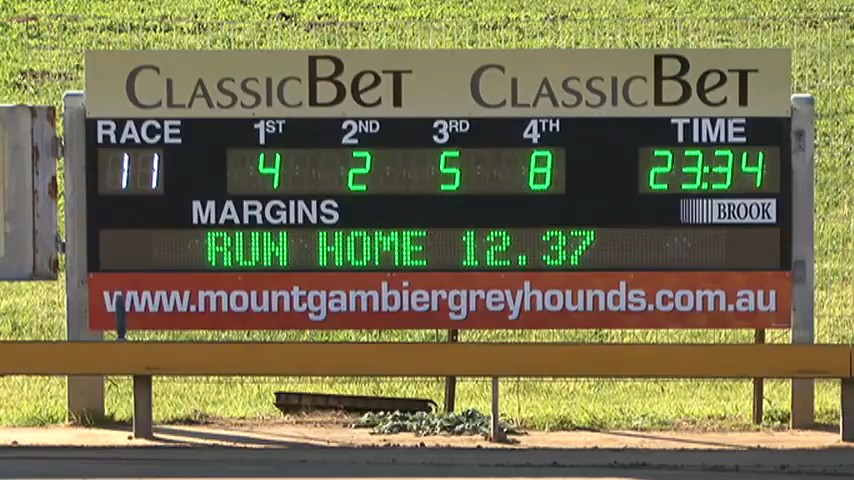 CLASSICBET CLASSICBET
RACE 1ST 2ND 3RD 4TH TIME
11 4 2 5 8 23:34
MARGINS BROOK
RUN HOME 12.37
www.mountgambiergreyhounds.com.au